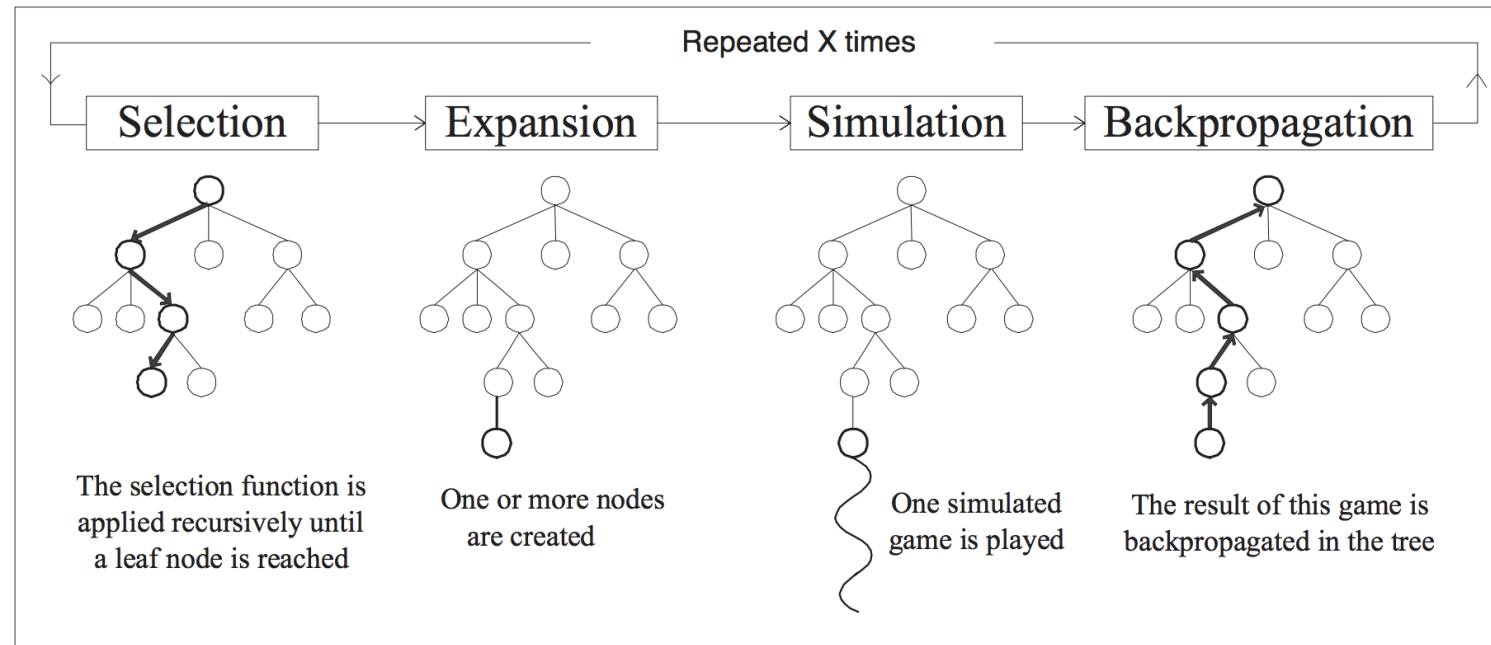 Repeated X times
Selection
Expansion
Simulation
Backpropagation
The selection function is
applied recursively until
a leaf node is reached
One or more nodes
are created
One simulated
game is played
The result of this game is
backpropagated in the tree